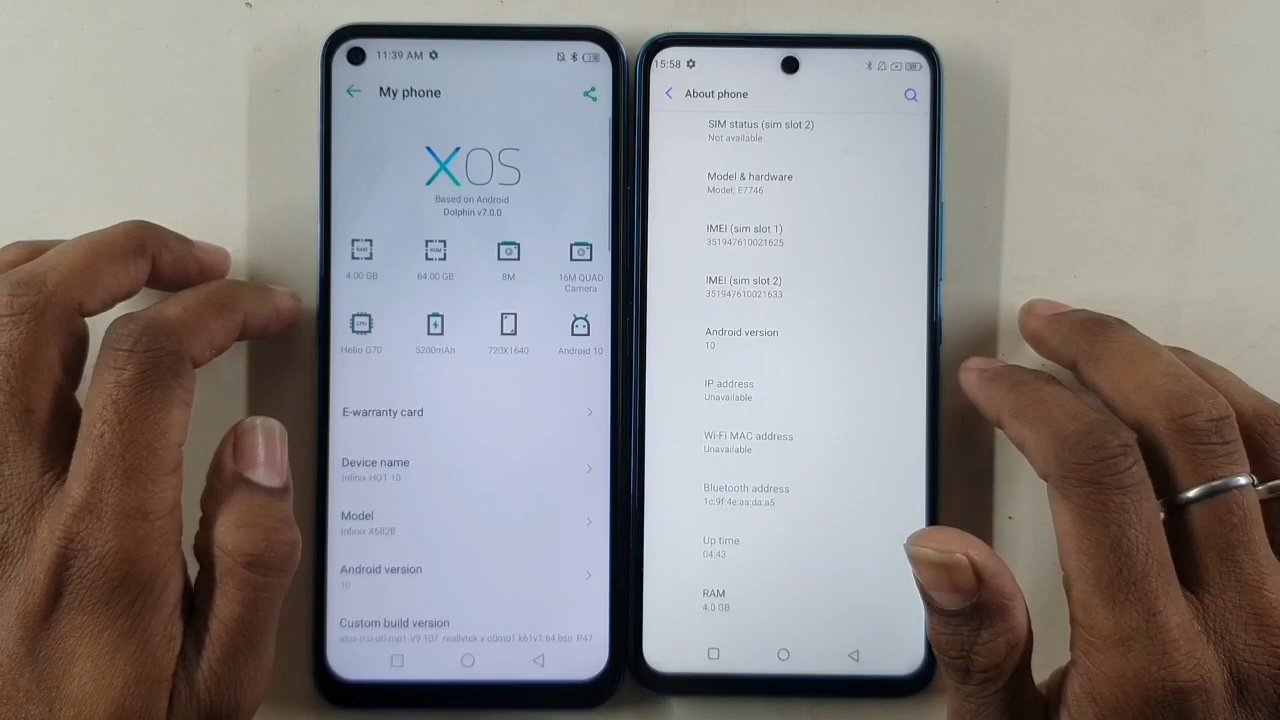 11:39 AM
My phone
XOS
Based on Android
Dolphin v7.0.0
RAM
ROM
4.00 GB
64.00 GB
8M
16M QUAD
Camera
CPU
Helio G70
5200mAh
720X1640
Android 10
E-warranty card
Device name
Infinix HOT 10
Model
Infinix X682B
Android version
10
Custom build version
15:58
About phone
SIM status (sim slot 2)
Not available
Model & hardware
Model: E7746
IMEI (sim slot 1)
351947610021625
IMEI (sim slot 2)
351947610021633
Android version
10
IP address
Unavailable
Wi-Fi MAC address
Unavailable
Bluetooth address
1c:9f:4e:aa:da:a5
Up time
04:43
RAM
4.0 GB